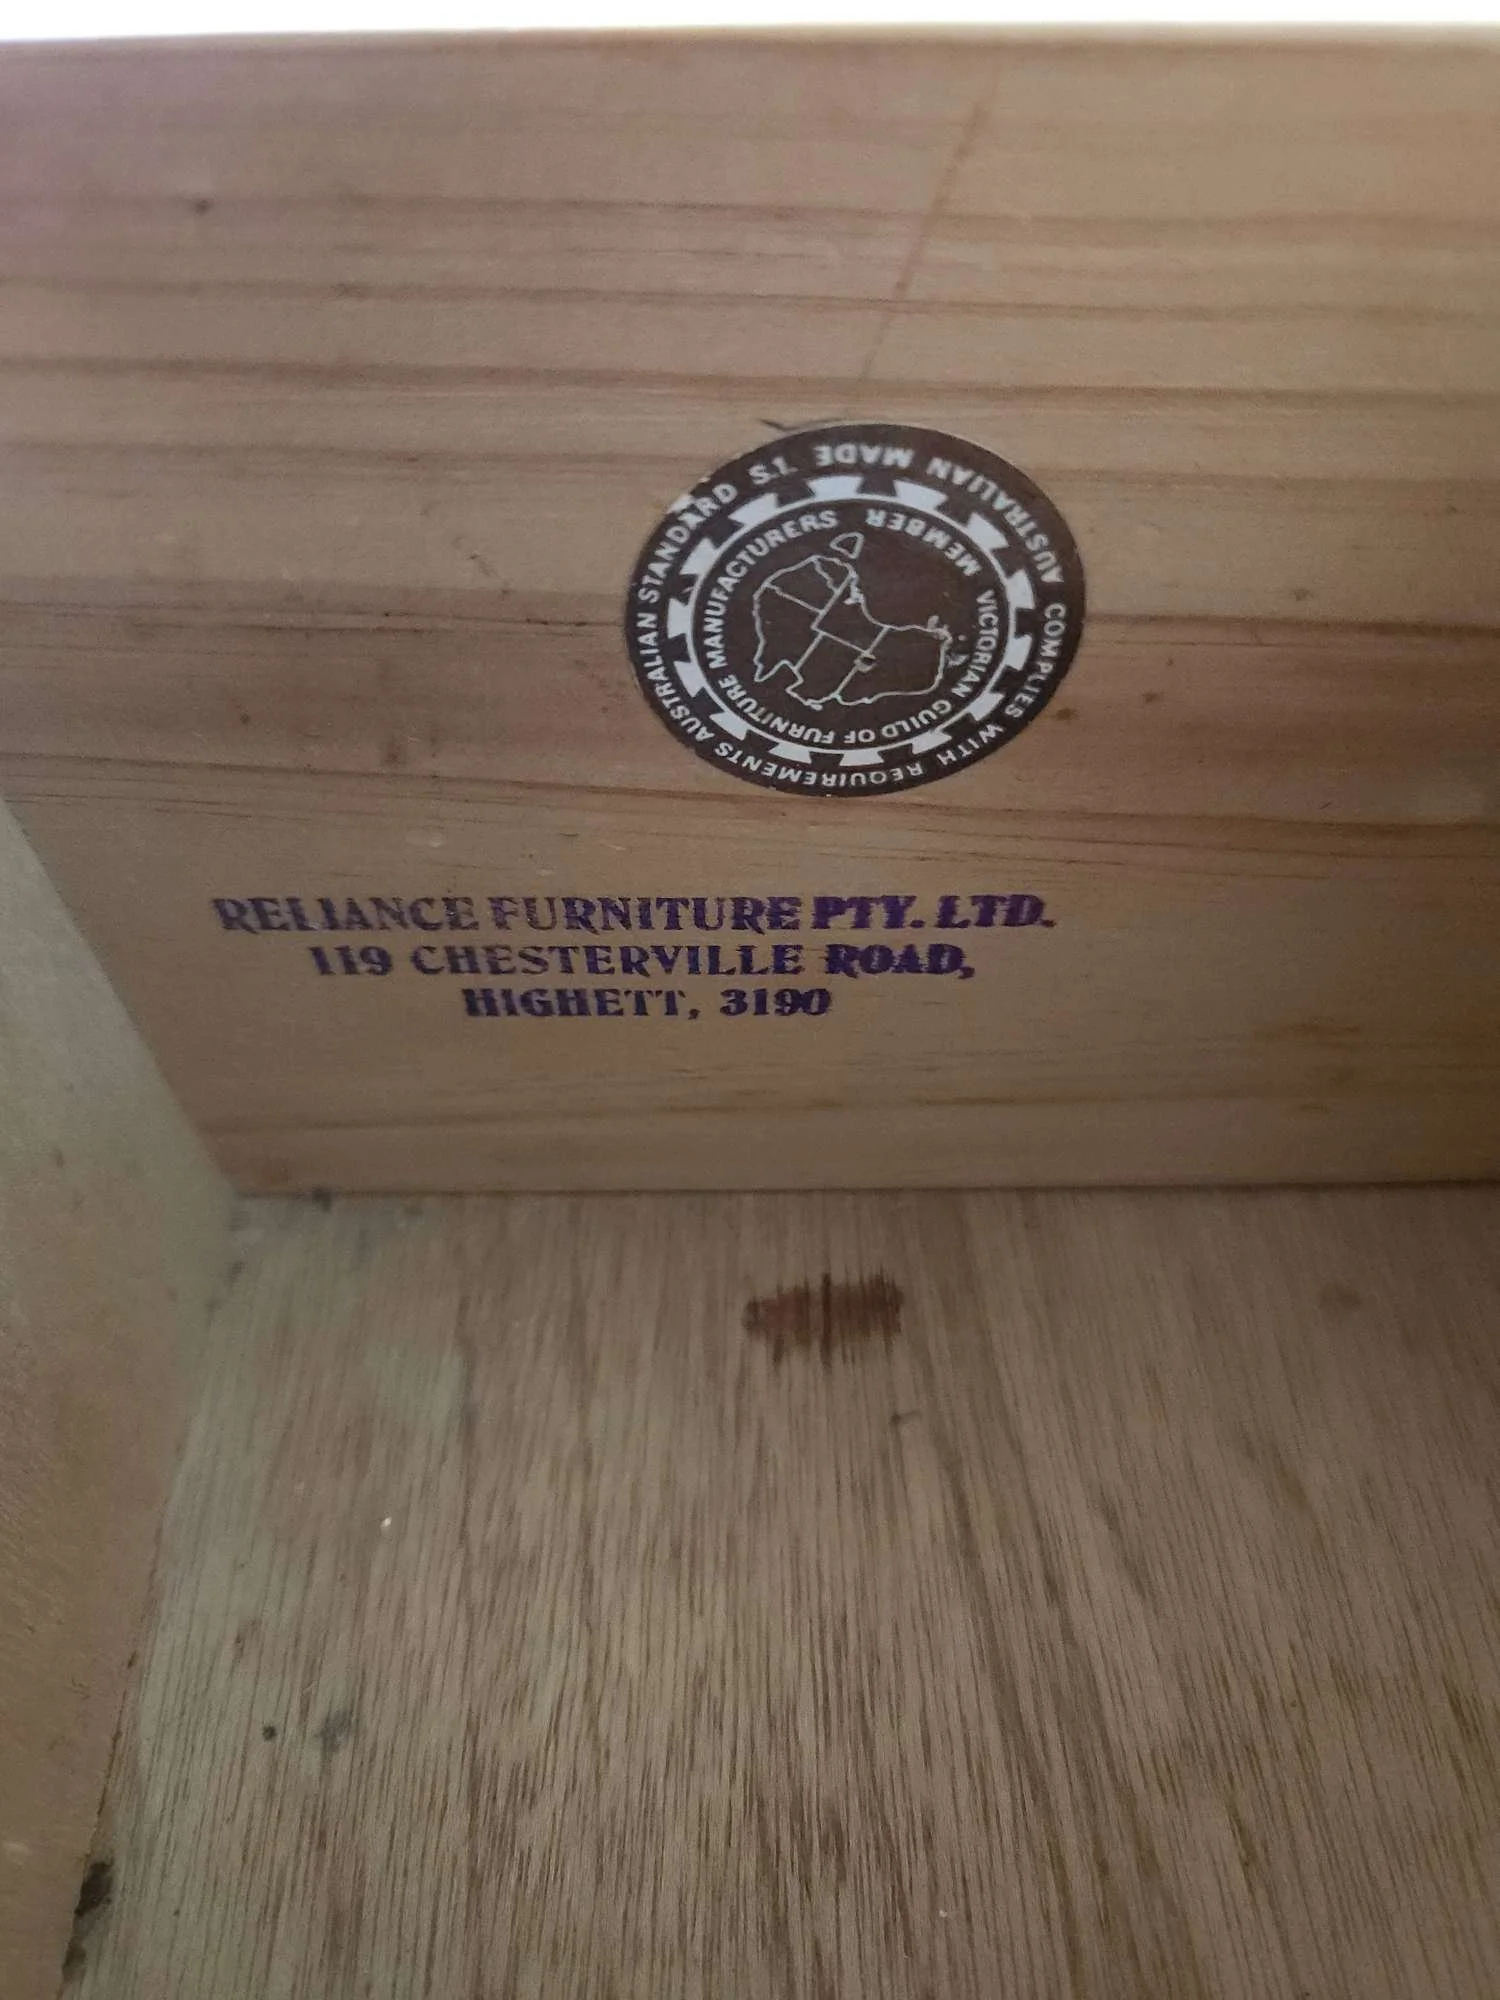 AUSTRALIAN MADE
COMPLIES WITH REQUIREMENTS AUSTRALIAN STANDARD S.1.
MEMBER
VICTORIAN GUILD OF FURNITURE MANUFACTURERS
RELIANCE FURNITURE PTY. LTD.
119 CHESTERVILLE ROAD,
HIGHETT, 3190